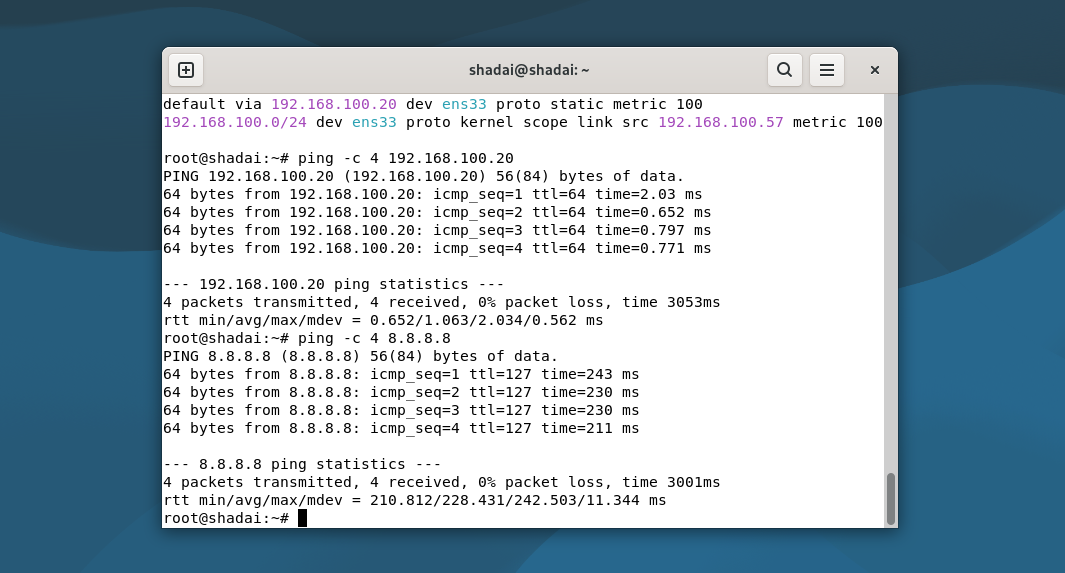 shadai@shadai: ~
default via 192.168.100.20 dev ens33 proto static metric 100
192.168.100.0/24 dev ens33 proto kernel scope link src 192.168.100.57 metric 100
root@shadai:~# ping -c 4 192.168.100.20
PING 192.168.100.20 (192.168.100.20) 56(84) bytes of data.
64 bytes from 192.168.100.20: icmp_seq=1 ttl=64 time=2.03 ms
64 bytes from 192.168.100.20: icmp_seq=2 ttl=64 time=0.652 ms
64 bytes from 192.168.100.20: icmp_seq=3 ttl=64 time=0.797 ms
64 bytes from 192.168.100.20: icmp_seq=4 ttl=64 time=0.771 ms
--- 192.168.100.20 ping statistics ---
4 packets transmitted, 4 received, 0% packet loss, time 3053ms
rtt min/avg/max/mdev = 0.652/1.063/2.034/0.562 ms
root@shadai:~# ping -c 4 8.8.8.8
PING 8.8.8.8 (8.8.8.8) 56(84) bytes of data.
64 bytes from 8.8.8.8: icmp_seq=1 ttl=127 time=243 ms
64 bytes from 8.8.8.8: icmp_seq=2 ttl=127 time=230 ms
64 bytes from 8.8.8.8: icmp_seq=3 ttl=127 time=230 ms
64 bytes from 8.8.8.8: icmp_seq=4 ttl=127 time=211 ms
--- 8.8.8.8 ping statistics ---
4 packets transmitted, 4 received, 0% packet loss, time 3001ms
rtt min/avg/max/mdev = 210.812/228.431/242.503/11.344 ms
root@shadai:~#